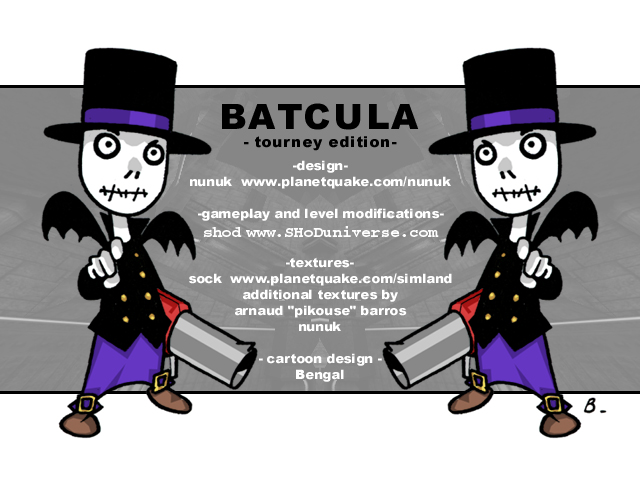 BATCULA
- tourney edition-
-design-
nunuk www.planetquake.com/nunuk
-gameplay and level modifications-
shod www.SHoDuniverse.com
-textures-
sock www.planetquake.com/simland
additional textures by
arnaud "pikouse" barros
nunuk
- cartoon design -
Bengal
B-